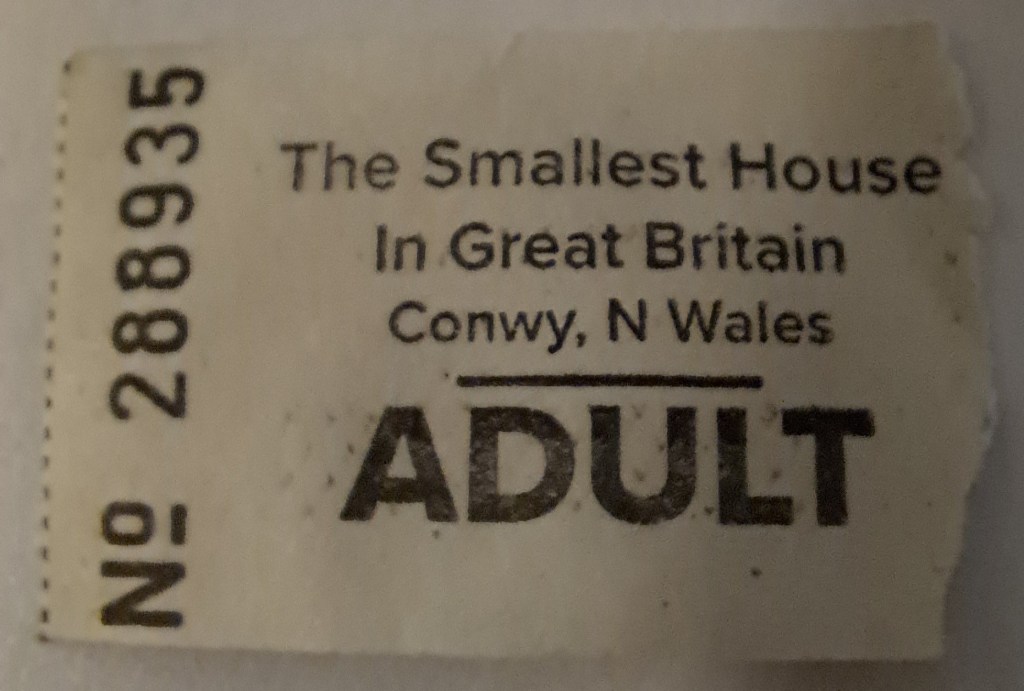 Nº 288935
The Smallest House
In Great Britain
Conwy, N Wales
ADULT